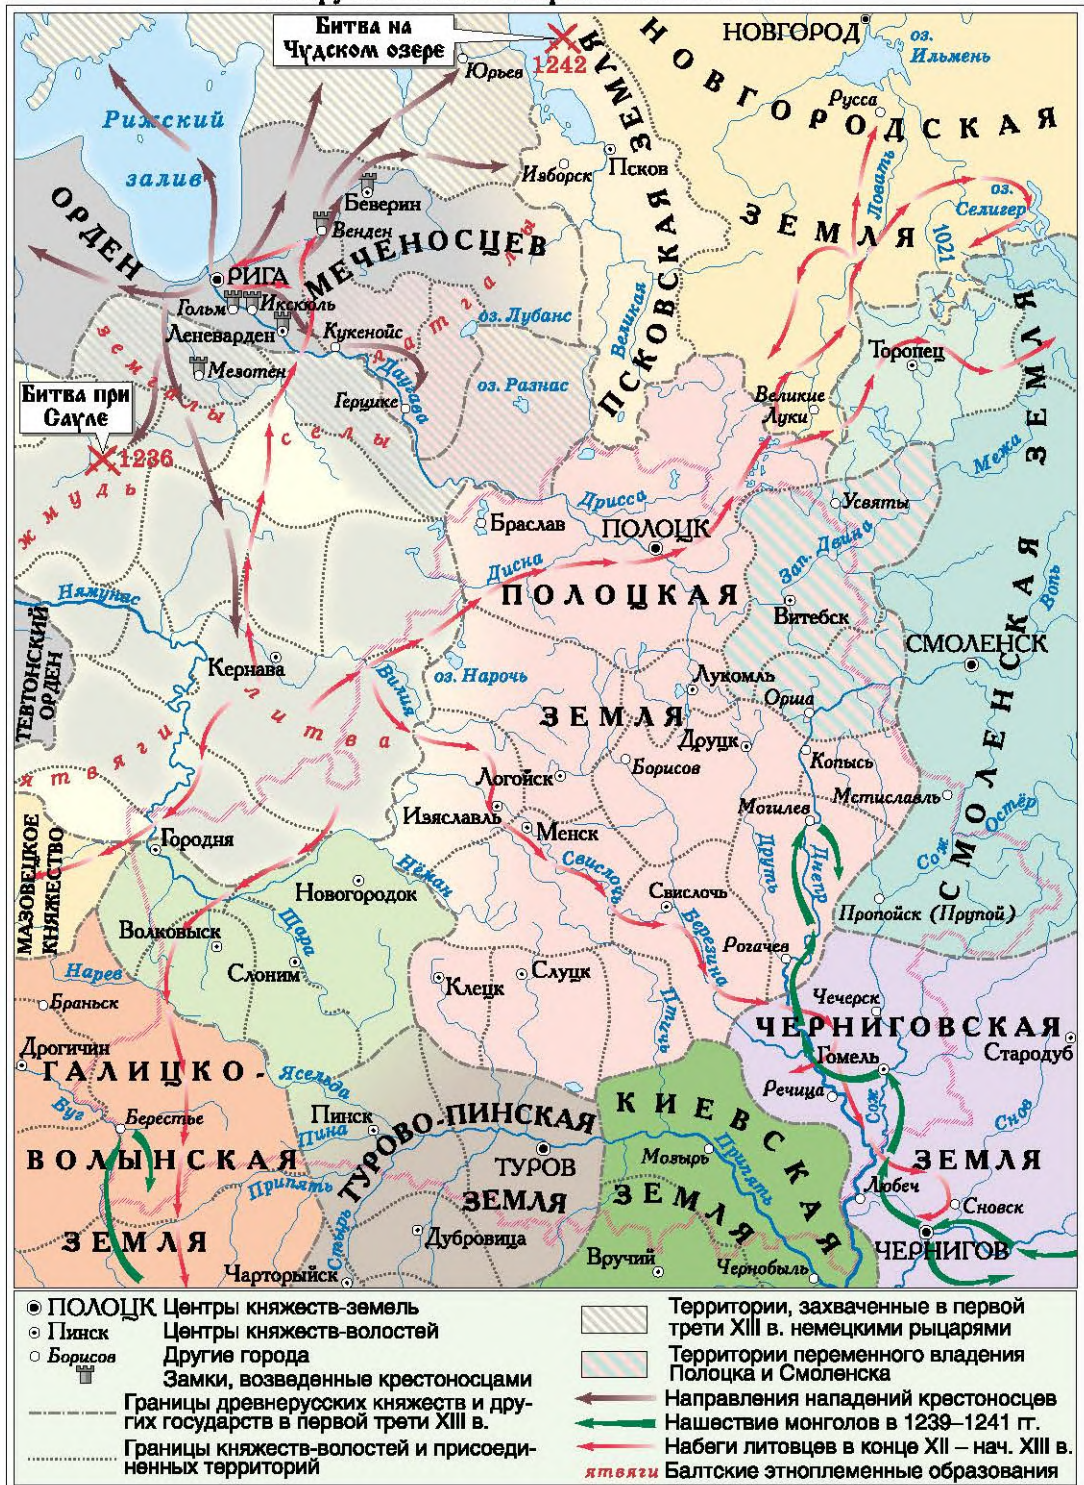 Битва на
Чудском озере
1242
Юрьев
НОВГОРОД
оз.
Ильмень
НОВГОРОДСКАЯ
ЗЕМЛЯ
Русса
Ловать
оз.
Селигер
1021
Псков
Изборск
ПСКОВСКАЯ ЗЕМЛЯ
Великая
Рижский
залив
ОРДЕН
МЕЧЕНОСЦЕВ
Беверин
Венден
РИГА
Гольм
Икскюль
Леневарден
Кукенойс
Мезотен
Герцике
Даугава
латгалы
оз. Лубанс
оз. Разнас
земгалы
селы
Битва при
Сауле
1236
жмудь
Торопец
Великие
Луки
Межа
Усвяты
Дрисса
Браслав
ПОЛОЦК
Дисна
Зап. Двина
ПОЛОЦКАЯ
ЗЕМЛЯ
Витебск
Вопь
СМОЛЕНСК
СМОЛЕНСКАЯ ЗЕМЛЯ
Нямунас
ТЕВТОНСКИЙ
ОРДЕН
Кернава
Вилия
оз. Нарочь
литва
ятвяги
Лукомль
Орша
Друцк
Копысь
Борисов
Логойск
Изяславль
Менск
Могилев
Мстиславль
Остёр
Сож
МАЗОВЕЦКОЕ
КНЯЖЕСТВО
Городня
Нёман
Свислочь
Друть
Днепр
Новогородок
Свислочь
Пропойск (Прупой)
Волковыск
Щара
Слоним
Березина
Рогачев
Нарев
Браньск
Клецк
Слуцк
Птичь
Чечерск
ЧЕРНИГОВСКАЯ
ЗЕМЛЯ
Стародуб
Гомель
Речица
Сож
Снов
Дрогичин
ГАЛИЦКО-
ВОЛЫНСКАЯ
ЗЕМЛЯ
Ясельда
Буг
Берестье
Пинск
Пина
Припять
ТУРОВО-ПИНСКАЯ
ЗЕМЛЯ
ТУРОВ
Стырь
Дубровица
Чарторыйск
КИЕВСКАЯ
ЗЕМЛЯ
Мозырь
Припять
Вручий
Чернобыль
Любеч
Сновск
ЧЕРНИГОВ
ПОЛОЦК Центры княжеств-земель
Пинск Центры княжеств-волостей
Борисов Другие города
Замки, возведенные крестоносцами
Границы древнерусских княжеств и дру-
гих государств в первой трети XIII в.
Границы княжеств-волостей и присоеди-
ненных территорий
Территории, захваченные в первой
трети XIII в. немецкими рыцарями
Территории переменного владения
Полоцка и Смоленска
Направления нападений крестоносцев
Нашествие монголов в 1239–1241 гг.
Набеги литовцев в конце XII – нач. XIII в.
ятвяги Балтские этноплеменные образования